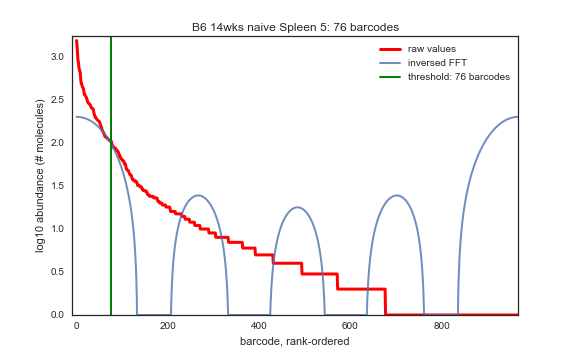 B6 14wks naive Spleen 5: 76 barcodes
raw values
inversed FFT
threshold: 76 barcodes
log10 abundance (# molecules)
3.0
2.5
2.0
1.5
1.0
0.5
0.0
0 200 400 600 800
barcode, rank-ordered